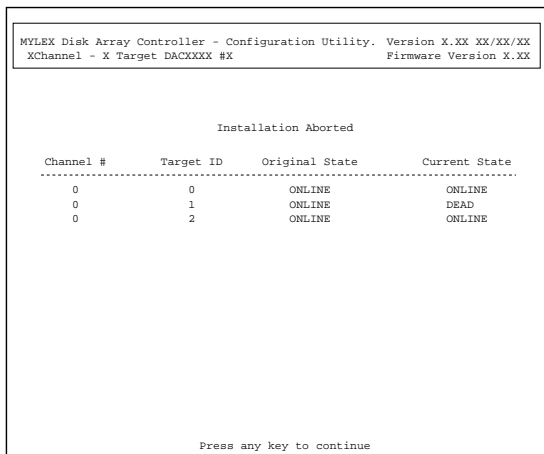 MYLEX Disk Array Controller - Configuration Utility. Version X.XX XX/XX/XX
XChannel - X Target DACXXXX #X Firmware Version X.XX
Installation Aborted
Channel # Target ID Original State Current State
0 0 ONLINE ONLINE
0 1 ONLINE DEAD
0 2 ONLINE ONLINE
Press any key to continue